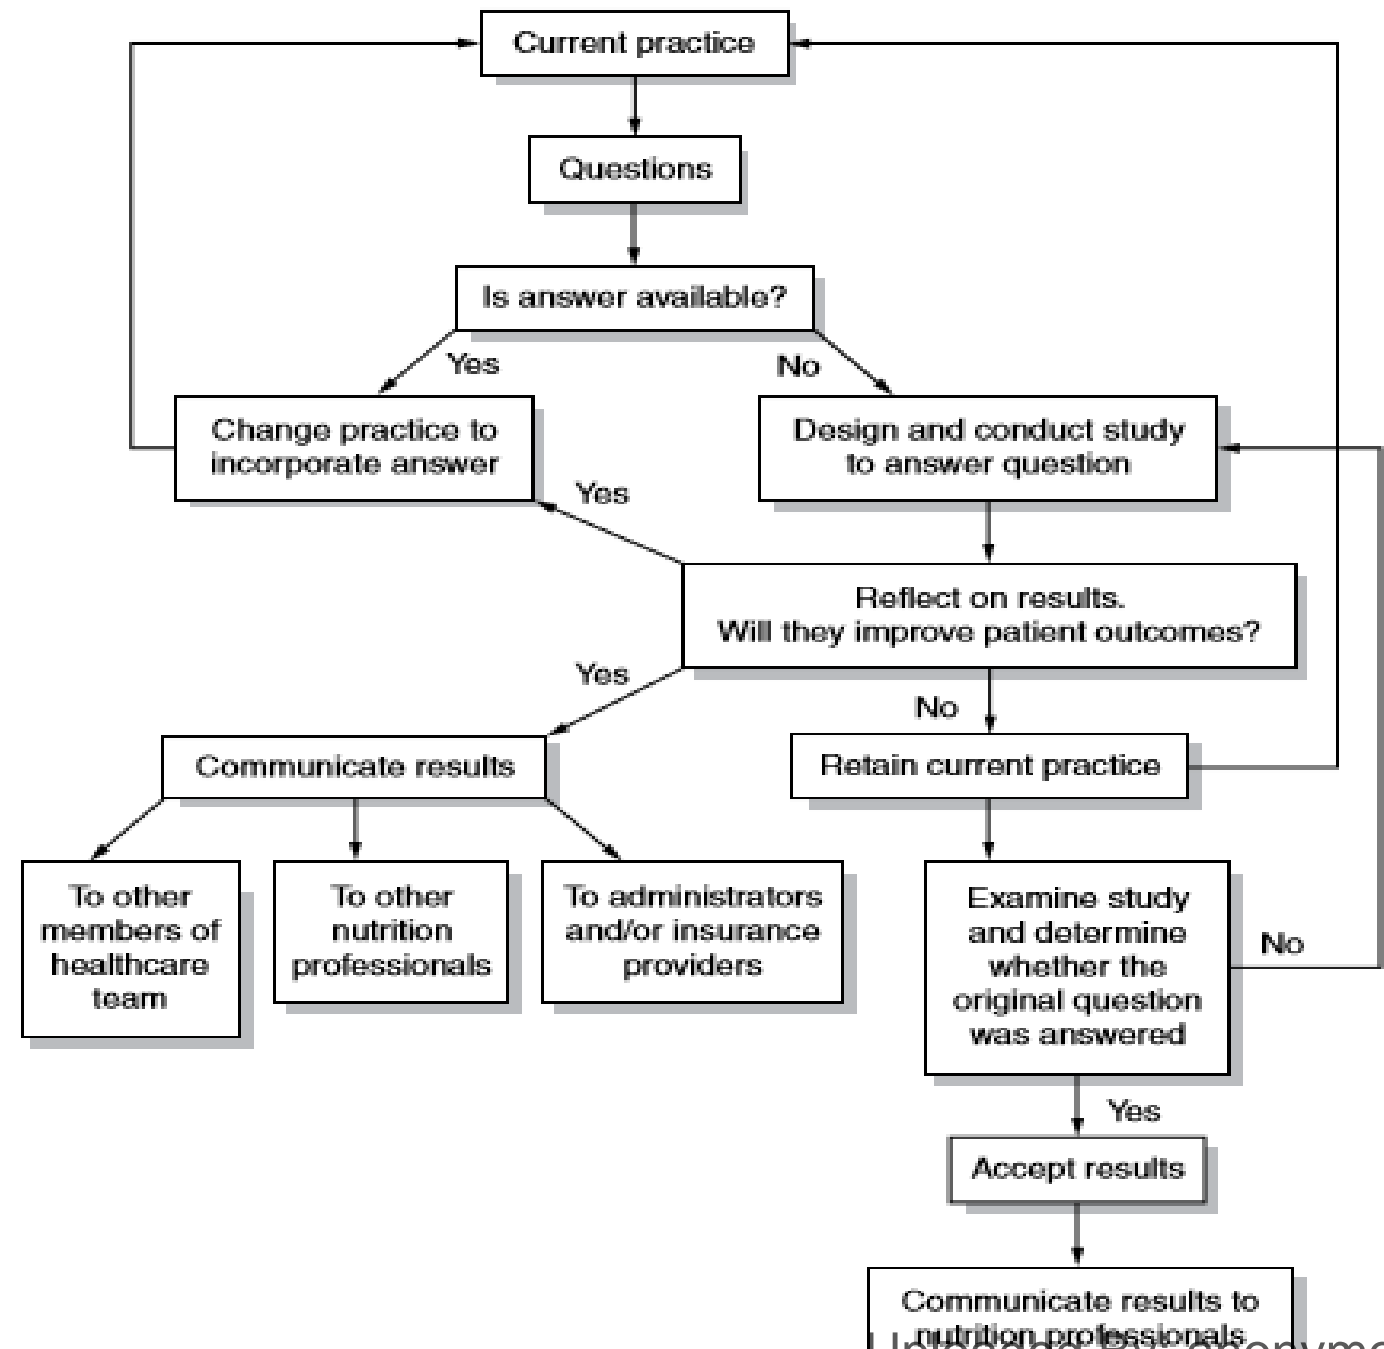 Current practice
Questions
Is answer available?
Yes
No
Change practice to
incorporate answer
Design and conduct study
to answer question
Yes
Reflect on results.
Will they improve patient outcomes?
Yes
No
Communicate results
Retain current practice
To other
members of
healthcare
team
To other
nutrition
professionals
To administrators
and/or insurance
providers
Examine study
and determine
whether the
original question
was answered
No
Yes
Accept results
Communicate results to
nutrition professionals